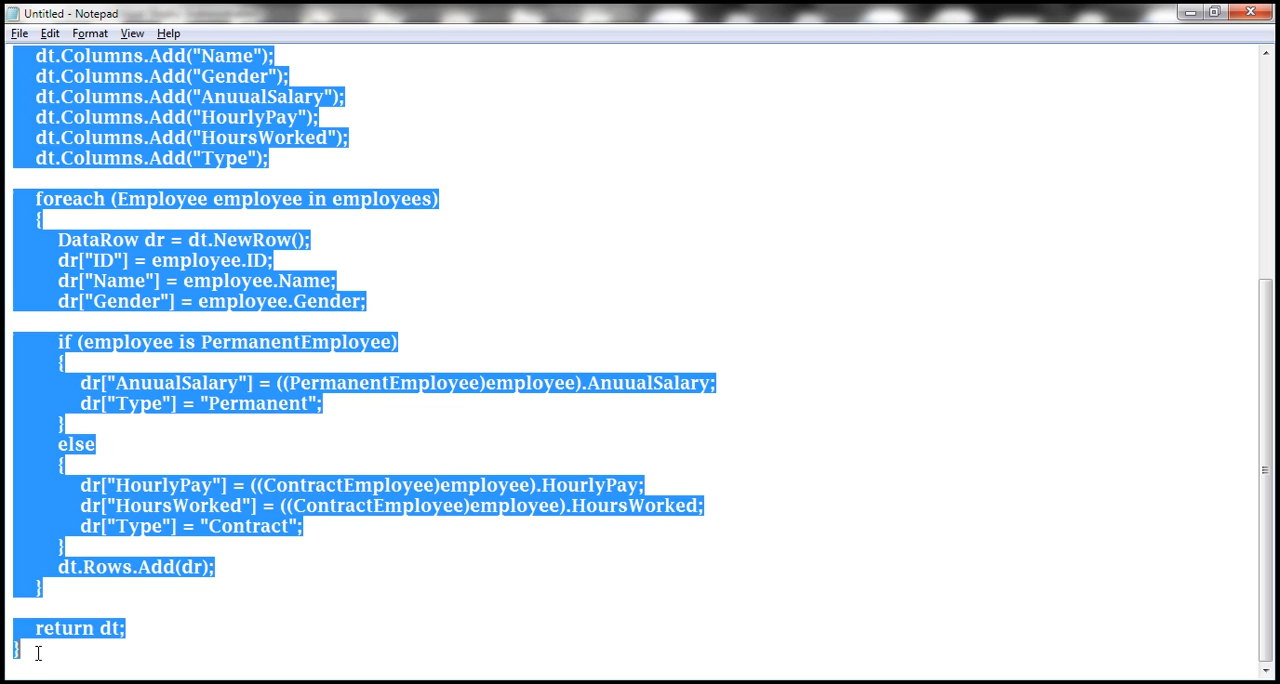 Untitled - Notepad
File Edit Format View Help
dt.Columns.Add("Name");
dt.Columns.Add("Gender");
dt.Columns.Add("AnuualSalary");
dt.Columns.Add("HourlyPay");
dt.Columns.Add("HoursWorked");
dt.Columns.Add("Type");
foreach (Employee employee in employees)
{
DataRow dr = dt.NewRow();
dr["ID"] = employee.ID;
dr["Name"] = employee.Name;
dr["Gender"] = employee.Gender;
if (employee is PermanentEmployee)
{
dr["AnuualSalary"] = ((PermanentEmployee)employee).AnuualSalary;
dr["Type"] = "Permanent";
}
else
{
dr["HourlyPay"] = ((ContractEmployee)employee).HourlyPay;
dr["HoursWorked"] = ((ContractEmployee)employee).HoursWorked;
dr["Type"] = "Contract";
}
dt.Rows.Add(dr);
}
return dt;
}